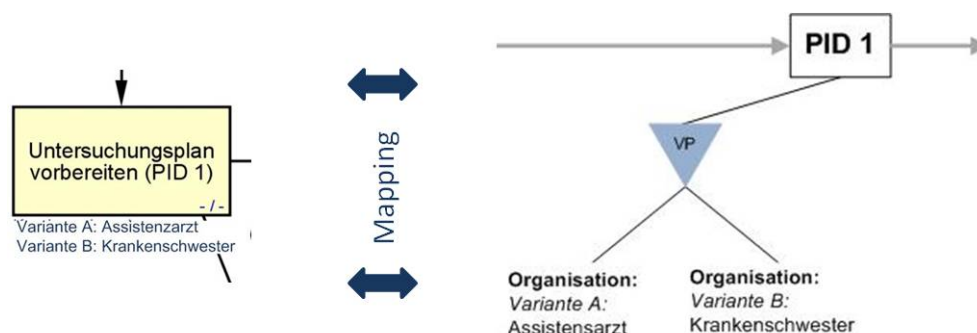 Untersuchungsplan
vorbereiten (PID 1)
- / -
Variante A: Assistenzarzt
Variante B: Krankenschwester
Mapping
PID 1
VP
Organisation:
Variante A:
Assistensarzt
Organisation:
Variante B:
Krankenschwester